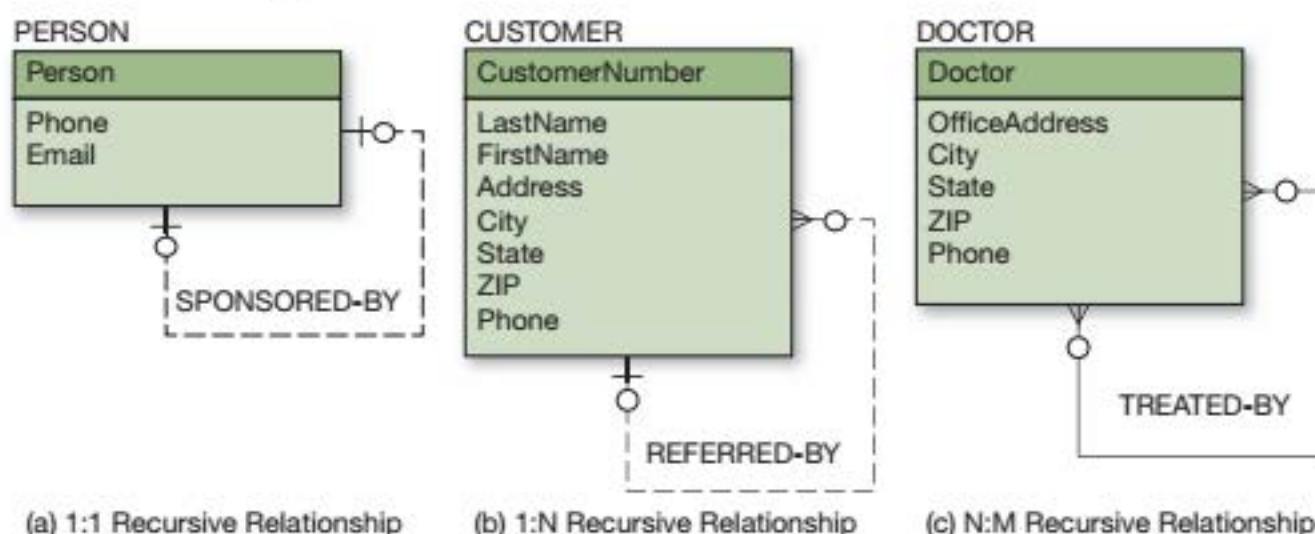 PERSON
Person
Phone
Email
SPONSORED-BY
(a) 1:1 Recursive Relationship
CUSTOMER
CustomerNumber
LastName
FirstName
Address
City
State
ZIP
Phone
REFERRED-BY
(b) 1:N Recursive Relationship
DOCTOR
Doctor
OfficeAddress
City
State
ZIP
Phone
TREATED-BY
(c) N:M Recursive Relationship